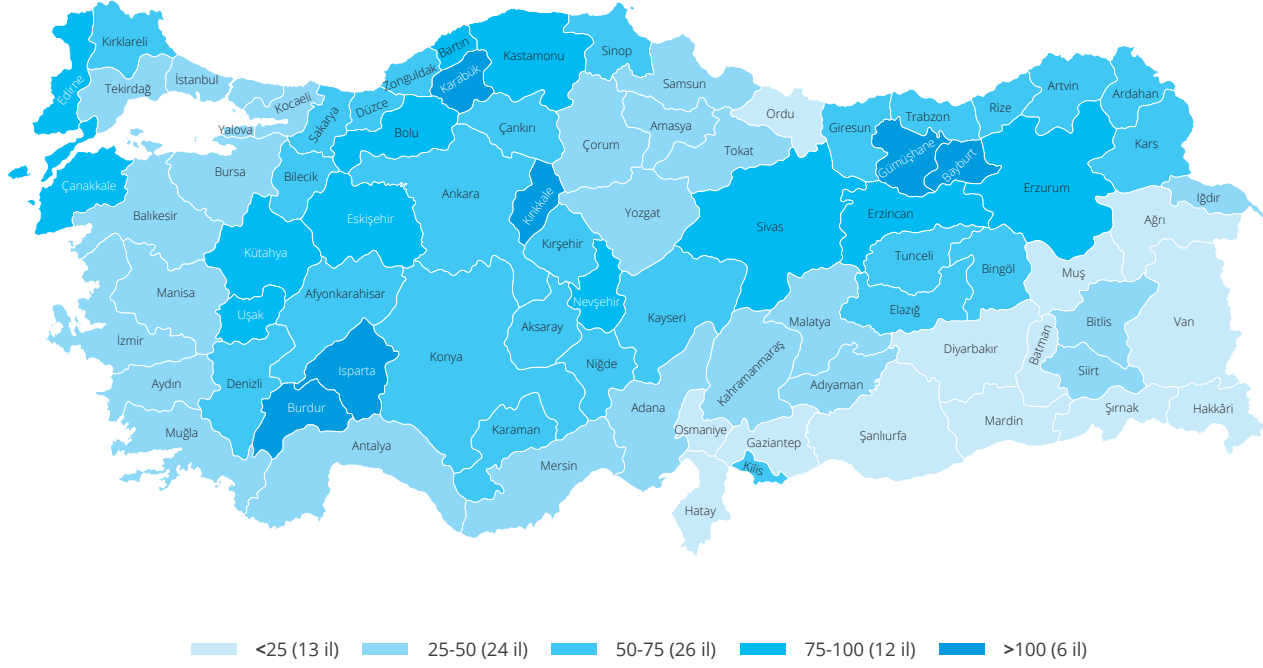 Kırklareli
Edirne
Tekirdağ
İstanbul
Kocaeli
Yalova
Sakarya
Düzce
Zonguldak
Bartın
Karabük
Kastamonu
Sinop
Samsun
Ordu
Giresun
Trabzon
Rize
Artvin
Ardahan
Kars
Gümüşhane
Bayburt
Erzurum
Iğdır
Ağrı
Çanakkale
Balıkesir
Bursa
Bilecik
Bolu
Çankırı
Çorum
Amasya
Tokat
Ankara
Kırıkkale
Yozgat
Sivas
Erzincan
Eskişehir
Kütahya
Kırşehir
Tunceli
Bingöl
Muş
Manisa
Uşak
Afyonkarahisar
Nevşehir
Kayseri
Malatya
Elazığ
Bitlis
Van
İzmir
Aydın
Denizli
Isparta
Burdur
Konya
Aksaray
Niğde
Kahramanmaraş
Adıyaman
Diyarbakır
Batman
Siirt
Şırnak
Hakkâri
Muğla
Antalya
Karaman
Mersin
Adana
Osmaniye
Gaziantep
Kilis
Şanlıurfa
Mardin
Hatay
<25 (13 il) 25-50 (24 il) 50-75 (26 il) 75-100 (12 il) >100 (6 il)